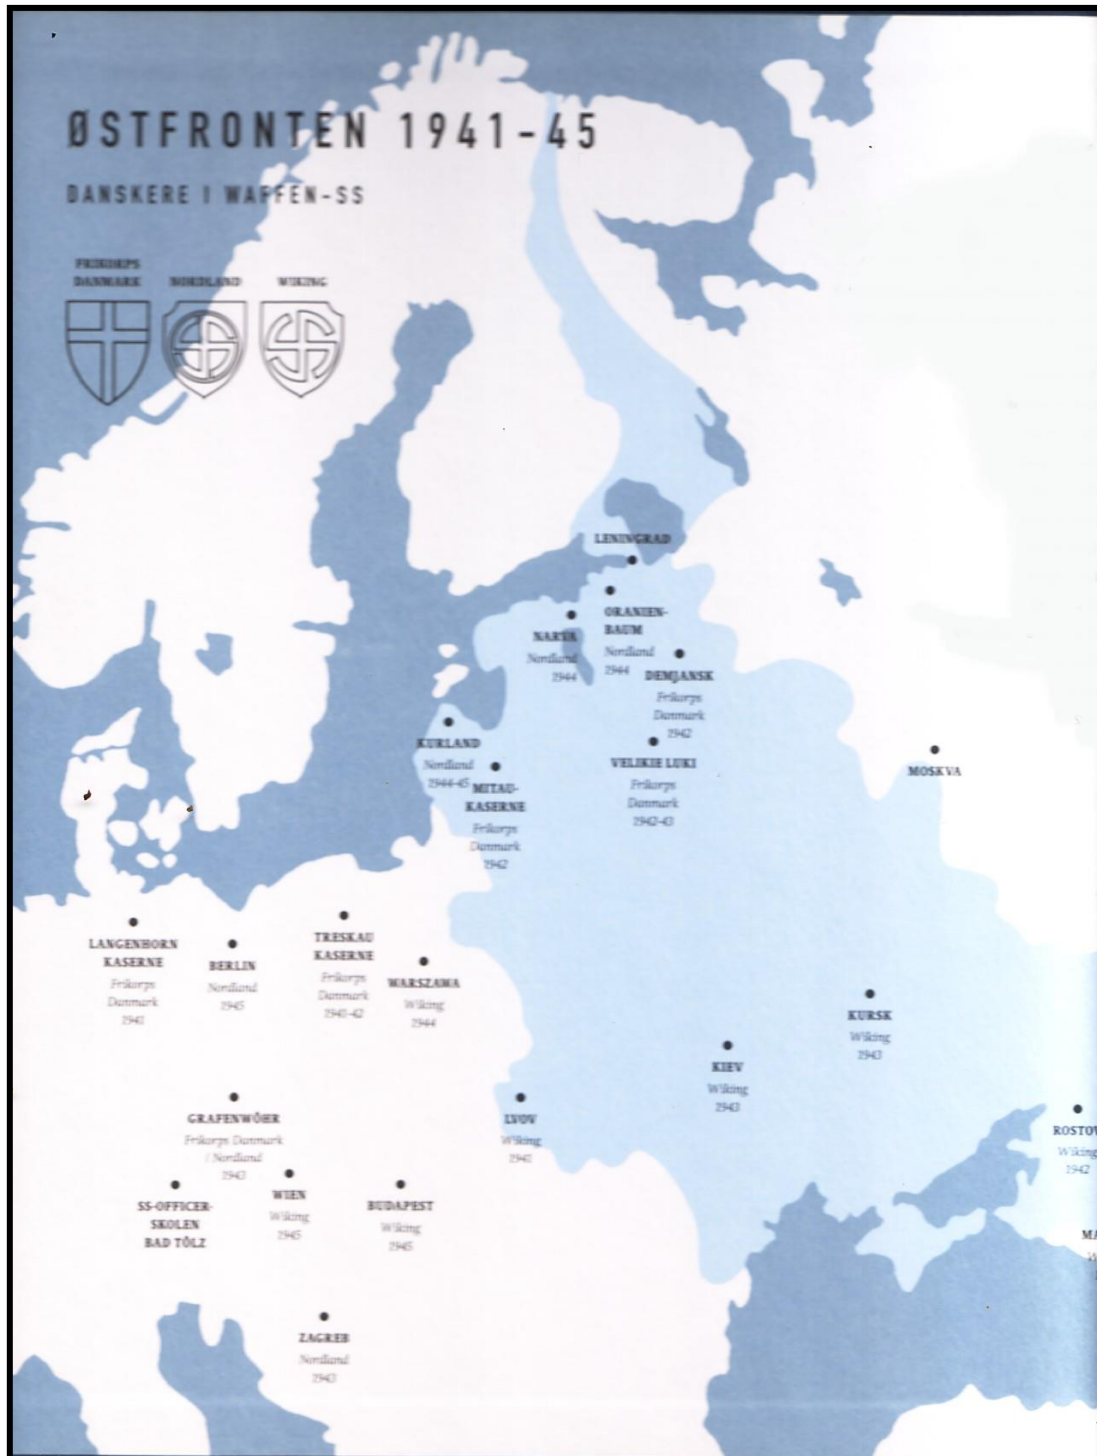 ØSTFRONTEN 1941-45
DANSKERE I WAFFEN-SS
FRIKORPS
DANMARK
NORDLAND
WIKING
LENINGRAD
ORANIEN-
BAUM
Nordland
1944
NARVA
Nordland
1944
DEMJANSK
Frikorps
Danmark
1942
KURLAND
Nordland
1944-45
VELIKIE LUKI
Frikorps
Danmark
1942-43
MOSKVA
MITAU-
KASERNE
Frikorps
Danmark
1942
LANGENHORN
KASERNE
Frikorps
Danmark
1941
BERLIN
Nordland
1945
TRESKAU
KASERNE
Frikorps
Danmark
1941-42
WARSZAWA
Wiking
1944
KURSK
Wiking
1943
KIEV
Wiking
1943
GRAFENWÖHR
Frikorps Danmark
/ Nordland
1943
LVOV
Wiking
1941
ROSTOV
Wiking
1942
SS-OFFICER-
SKOLEN
BAD TÖLZ
WIEN
Wiking
1945
BUDAPEST
Wiking
1945
MA
ZAGREB
Nordland
1943